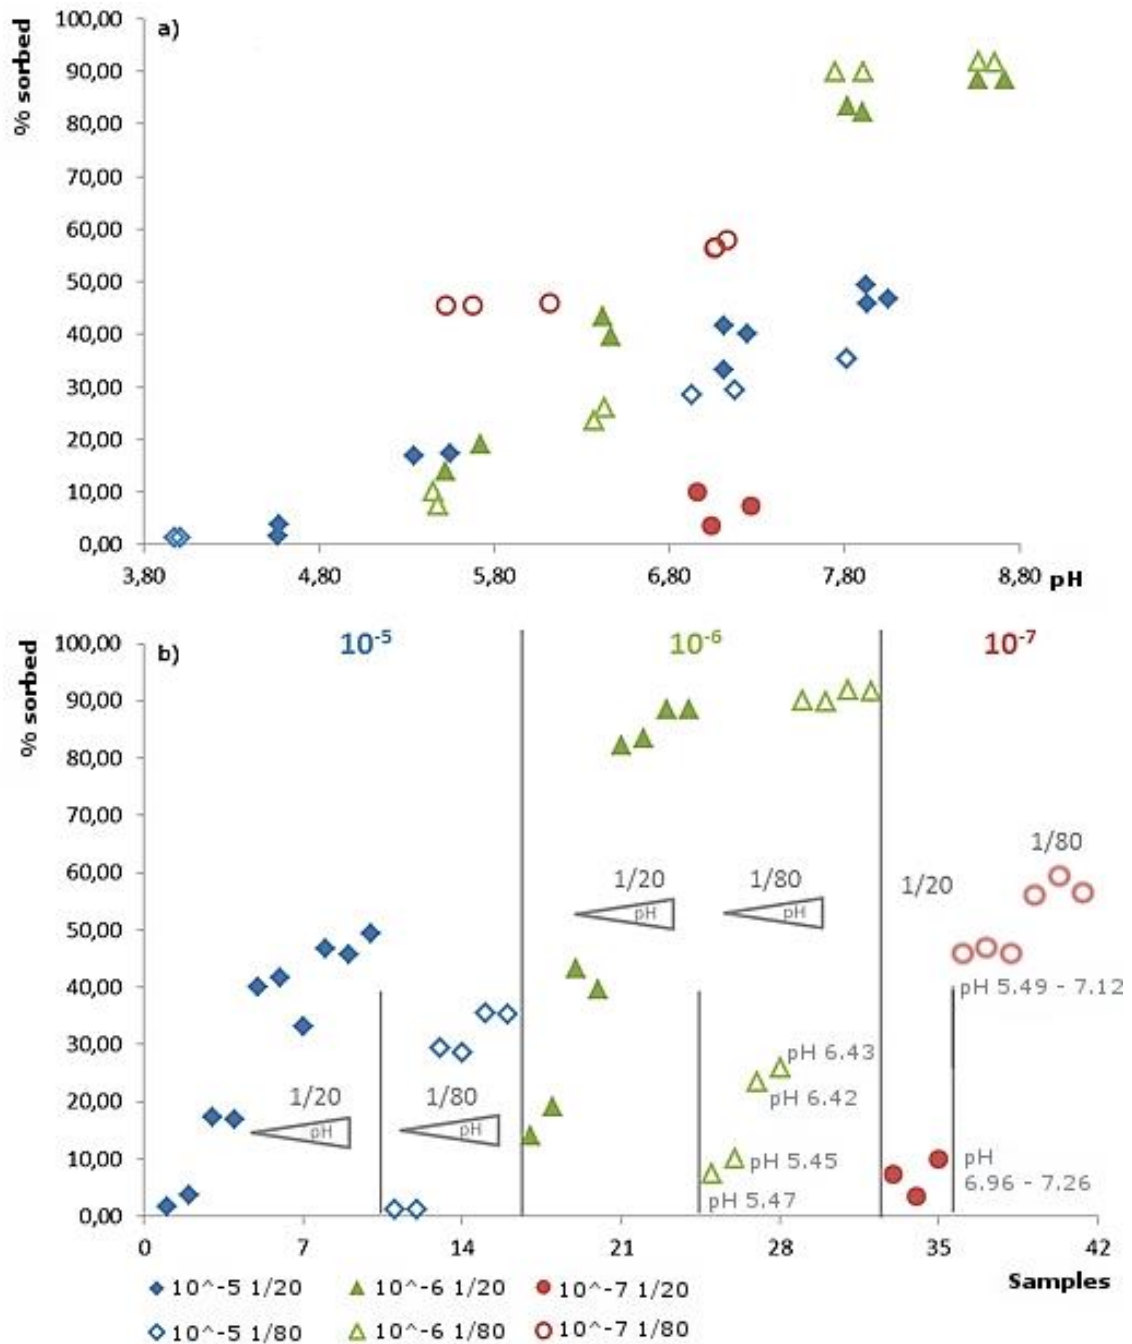 100,00
a)
90,00
80,00
70,00
60,00
50,00
40,00
30,00
20,00
10,00
0,00
% sorbed
3,80 4,80 5,80 6,80 7,80 8,80 pH
100,00
b)
90,00
80,00
70,00
60,00
50,00
40,00
30,00
20,00
10,00
0,00
% sorbed
10⁻⁵ 10⁻⁶ 10⁻⁷
1/80
1/20 1/80 1/20
pH pH
pH 5.49 - 7.12
pH 6.43
1/20 1/80
pH 6.42
pH pH
pH 5.45
pH
6.96 - 7.26
pH 5.47
0 7 14 21 28 35 42
Samples
10^-5 1/20 10^-6 1/20 10^-7 1/20
10^-5 1/80 10^-6 1/80 10^-7 1/80